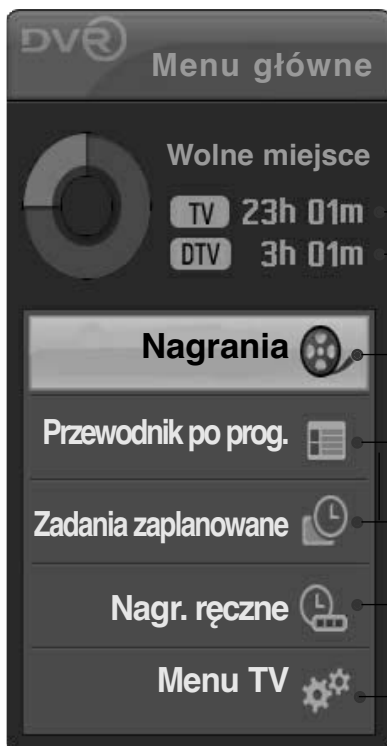 DVR
Menu główne
Wolne miejsce
TV 23h 01m
DTV 3h 01m
Nagrania
Przewodnik po prog.
Zadania zaplanowane
Nagr. ręczne
Menu TV